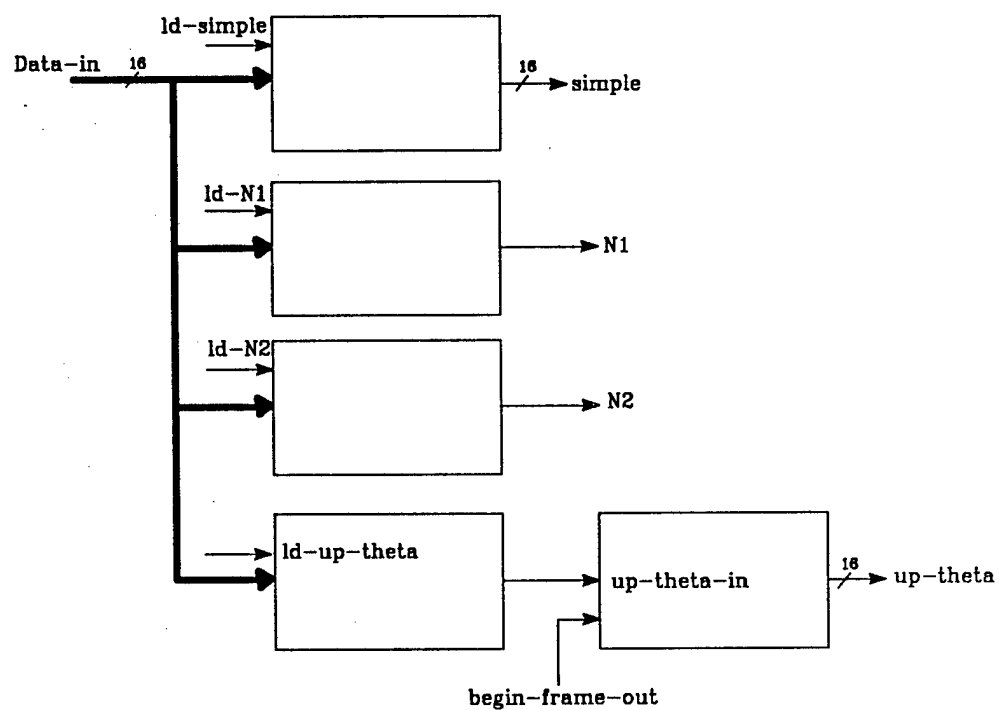 ld-simple
Data-in
16
16
simple
ld-N1
N1
ld-N2
N2
ld-up-theta
up-theta-in
16
up-theta
begin-frame-out